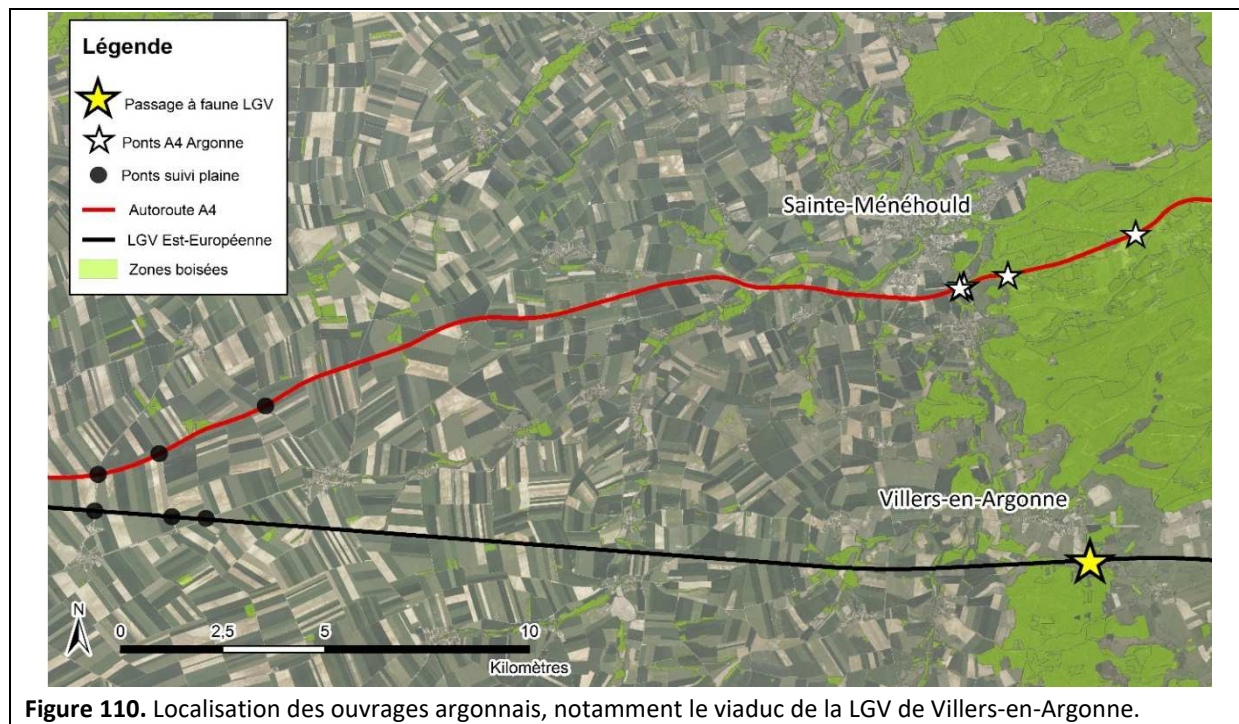 Légende
Passage à faune LGV
Ponts A4 Argonne
Ponts suivi plaine
Autoroute A4
LGV Est-Européenne
Zones boisées
Sainte-Ménéhould
Villers-en-Argonne
N
0 2,5 5 10
Kilomètres
Figure 110. Localisation des ouvrages argonnais, notamment le viaduc de la LGV de Villers-en-Argonne.